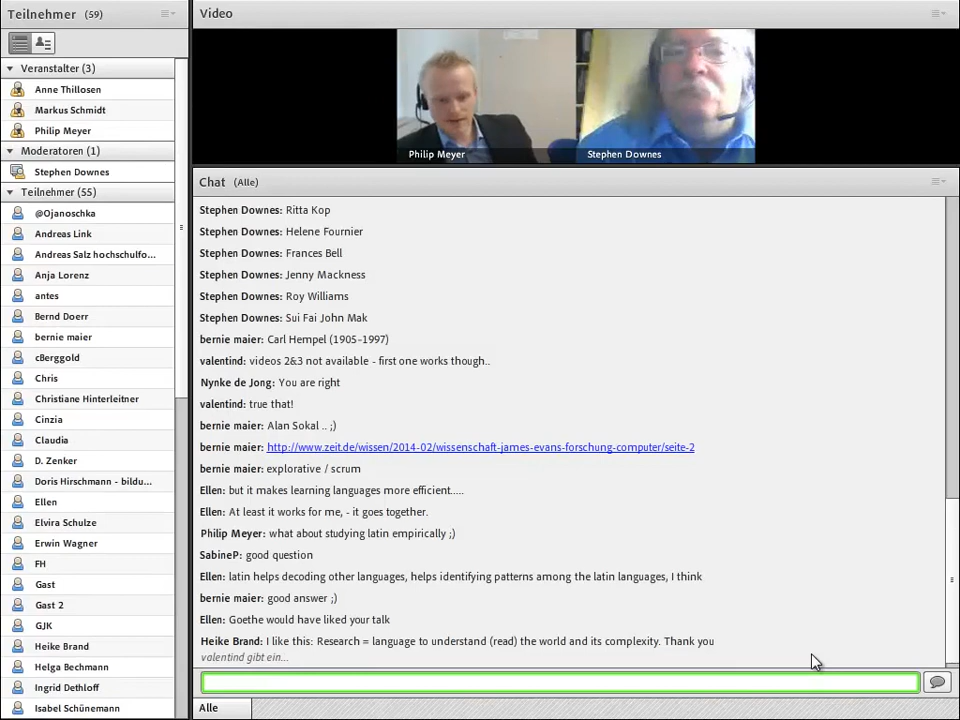 Teilnehmer (59)
Veranstalter (3)
Anne Thillosen
Markus Schmidt
Philip Meyer
Moderatoren (1)
Stephen Downes
Teilnehmer (55)
@Ojanoschka
Andreas Link
Andreas Salz hochschulfo...
Anja Lorenz
antes
Bernd Doerr
bernie maier
cBerggold
Chris
Christiane Hinterleitner
Cinzia
Claudia
D. Zenker
Doris Hirschmann - bildu...
Ellen
Elvira Schulze
Erwin Wagner
FH
Gast
Gast 2
GJK
Heike Brand
Helga Bechmann
Ingrid Dethloff
Isabel Schünemann
Video
Philip Meyer
Stephen Downes
Chat (Alle)
Stephen Downes: Ritta Kop
Stephen Downes: Helene Fournier
Stephen Downes: Frances Bell
Stephen Downes: Jenny Mackness
Stephen Downes: Roy Williams
Stephen Downes: Sui Fai John Mak
bernie maier: Carl Hempel (1905-1997)
valentind: videos 2&3 not available - first one works though..
Nynke de Jong: You are right
valentind: true that!
bernie maier: Alan Sokal .. ;)
bernie maier: http://www.zeit.de/wissen/2014-02/wissenschaft-james-evans-forschung-computer/seite-2
bernie maier: explorative / scrum
Ellen: but it makes learning languages more efficient.....
Ellen: At least it works for me, - it goes together.
Philip Meyer: what about studying latin empirically ;)
SabineP: good question
Ellen: latin helps decoding other languages, helps identifying patterns among the latin languages, I think
bernie maier: good answer ;)
Ellen: Goethe would have liked your talk
Heike Brand: I like this: Research = language to understand (read) the world and its complexity. Thank you
valentind gibt ein...
Alle